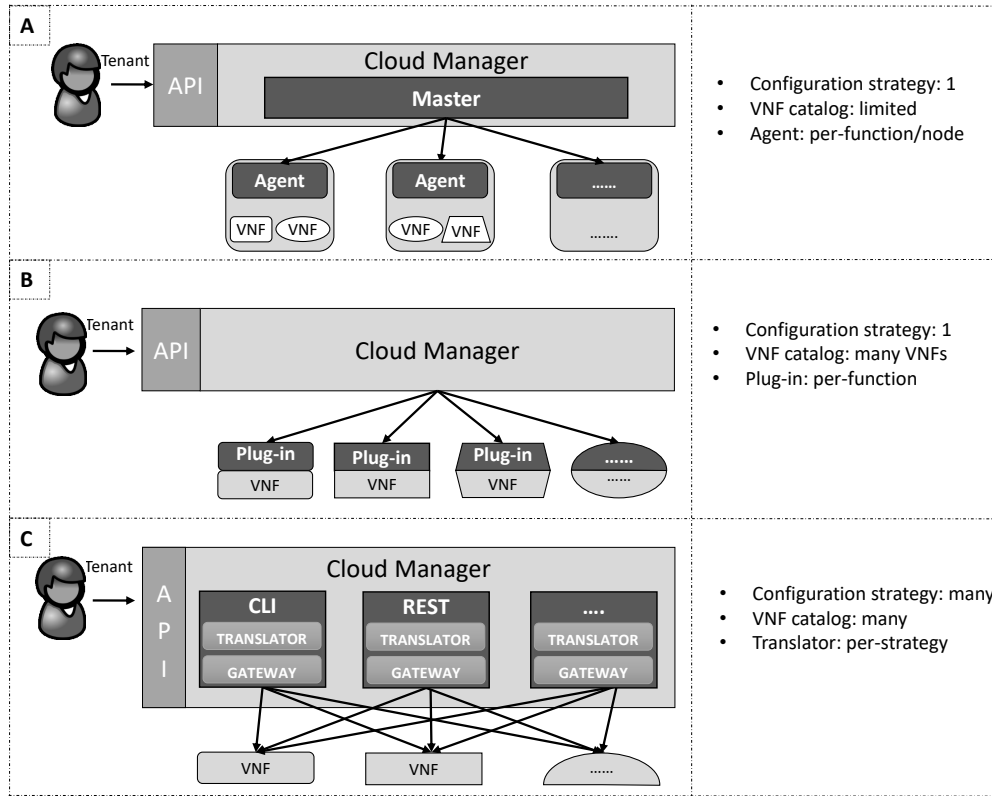 A
Tenant
API
Cloud Manager
Master
Agent
Agent
......
VNF
VNF
VNF
VNF
.......
• Configuration strategy: 1
• VNF catalog: limited
• Agent: per-function/node
B
Tenant
API
Cloud Manager
Plug-in
Plug-in
Plug-in
......
VNF
VNF
VNF
......
• Configuration strategy: 1
• VNF catalog: many VNFs
• Plug-in: per-function
C
Tenant
API
Cloud Manager
CLI
REST
....
TRANSLATOR
TRANSLATOR
TRANSLATOR
GATEWAY
GATEWAY
GATEWAY
VNF
VNF
......
• Configuration strategy: many
• VNF catalog: many
• Translator: per-strategy